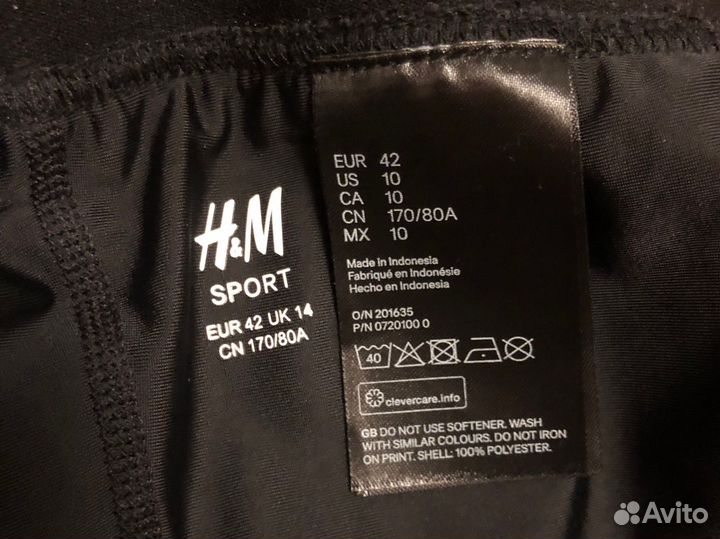 H&M
SPORT
EUR 42 UK 14
CN 170/80A
EUR 42
US 10
CA 10
CN 170/80A
MX 10
Made in Indonesia
Fabriqué en Indonésie
Hecho en Indonesia
O/N 201635
P/N 0720100 0
40
clevercare.info
GB DO NOT USE SOFTENER. WASH
WITH SIMILAR COLOURS. DO NOT IRON
ON PRINT. SHELL: 100% POLYESTER.
Avito